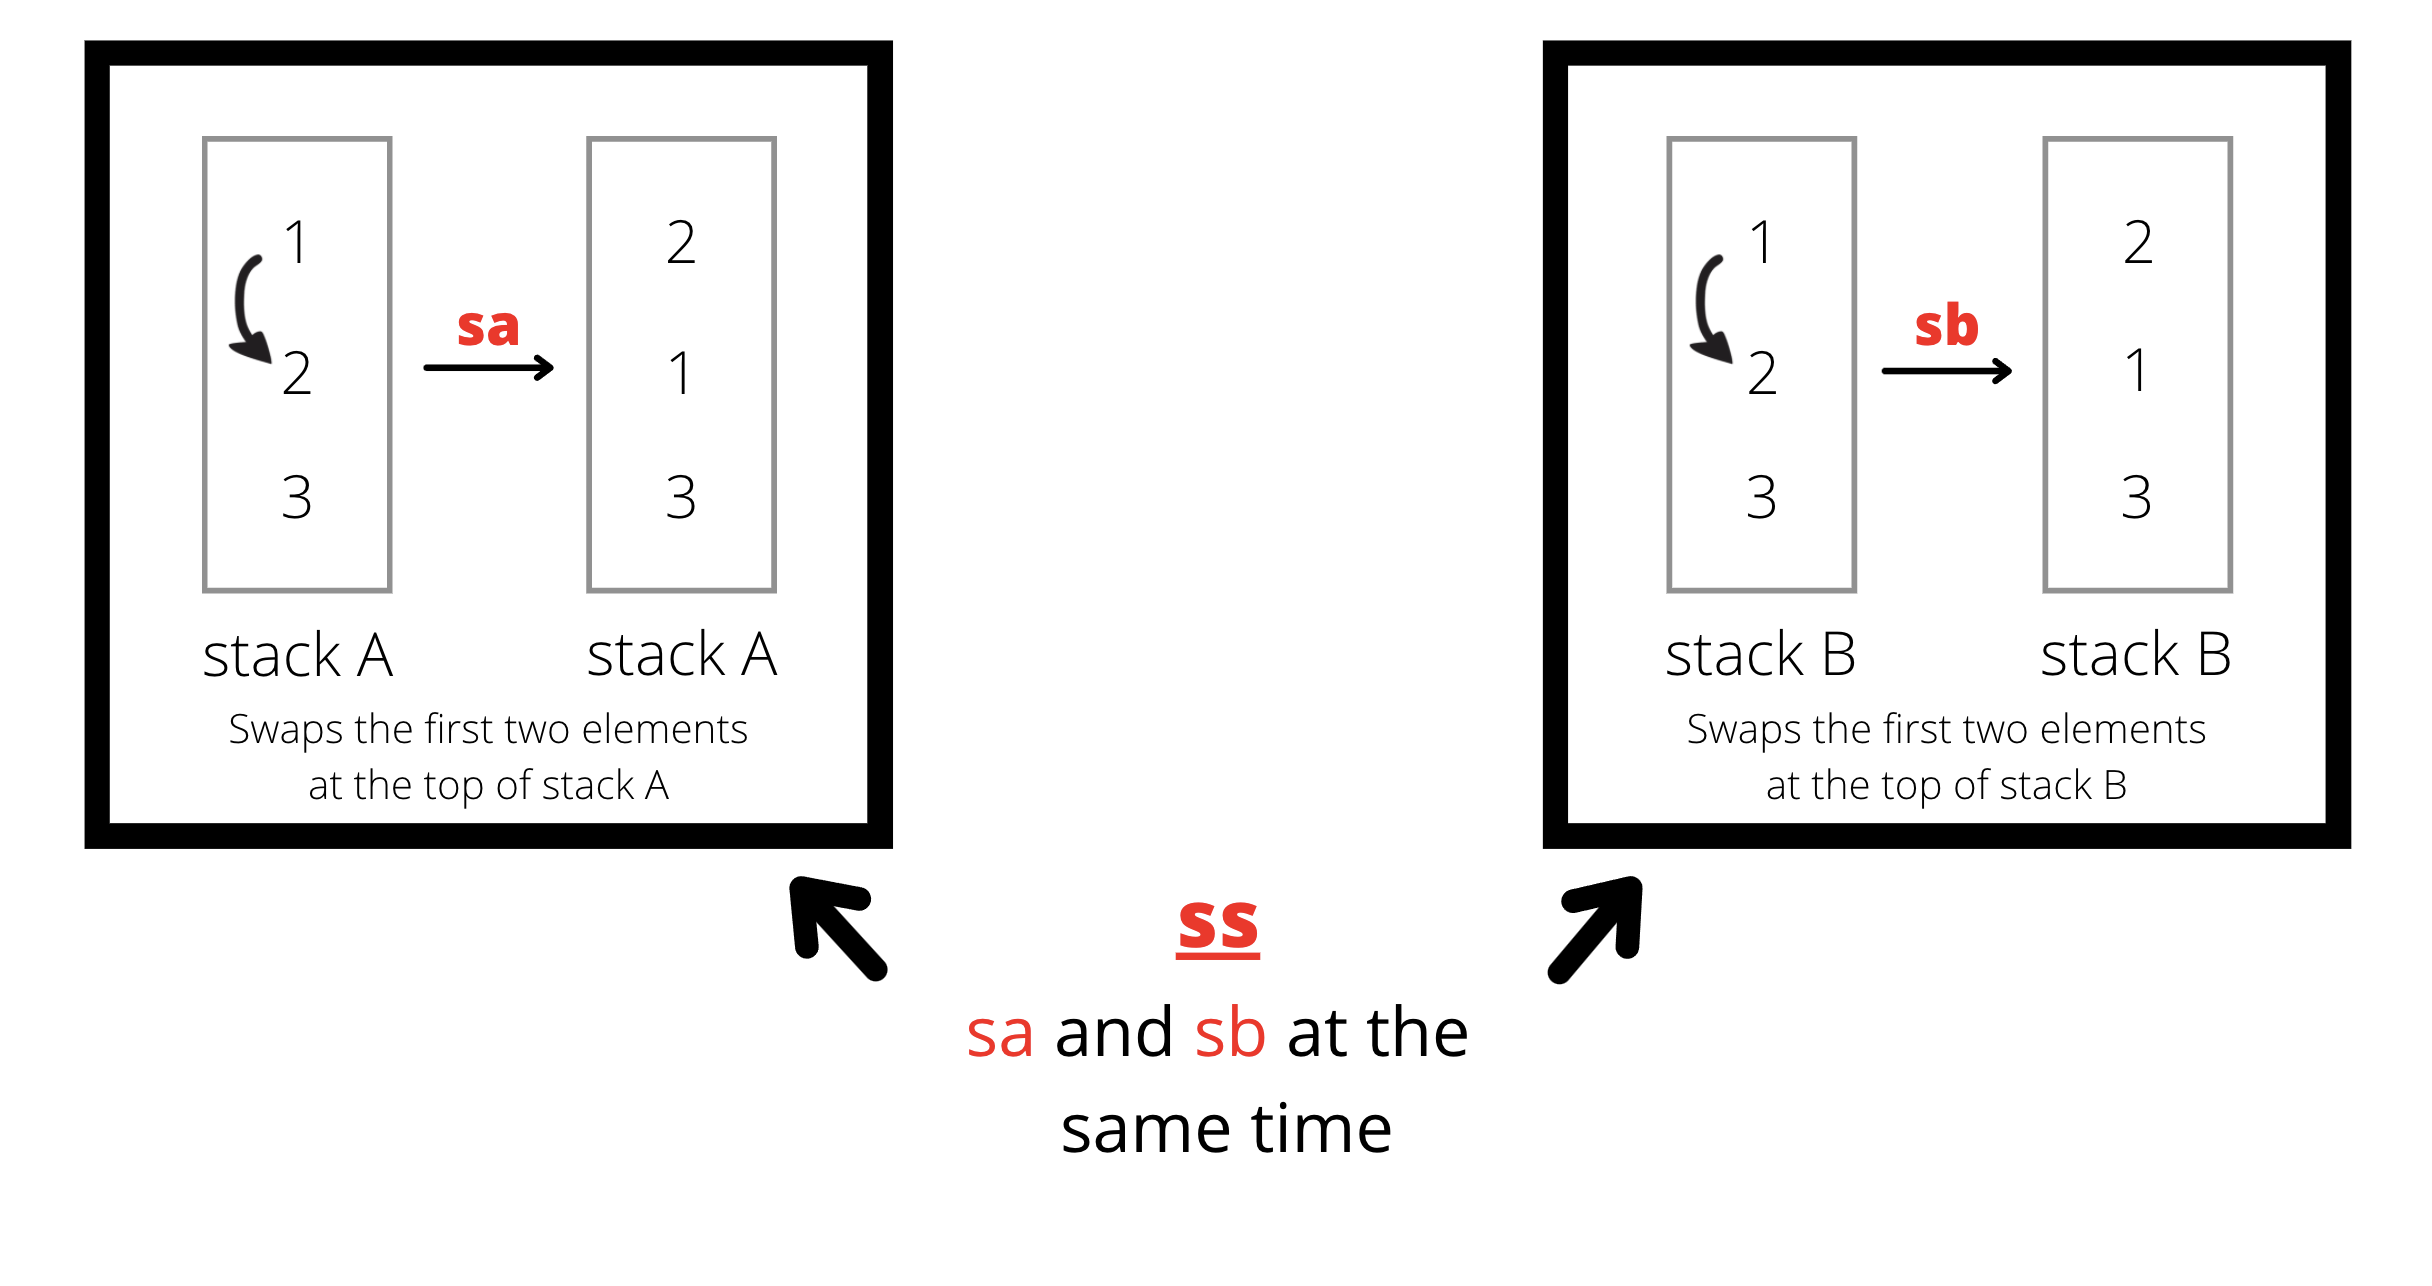 1
2
3
sa
2
1
3
stack A
stack A
Swaps the first two elements
at the top of stack A
1
2
3
sb
2
1
3
stack B
stack B
Swaps the first two elements
at the top of stack B
ss
sa and sb at the
same time